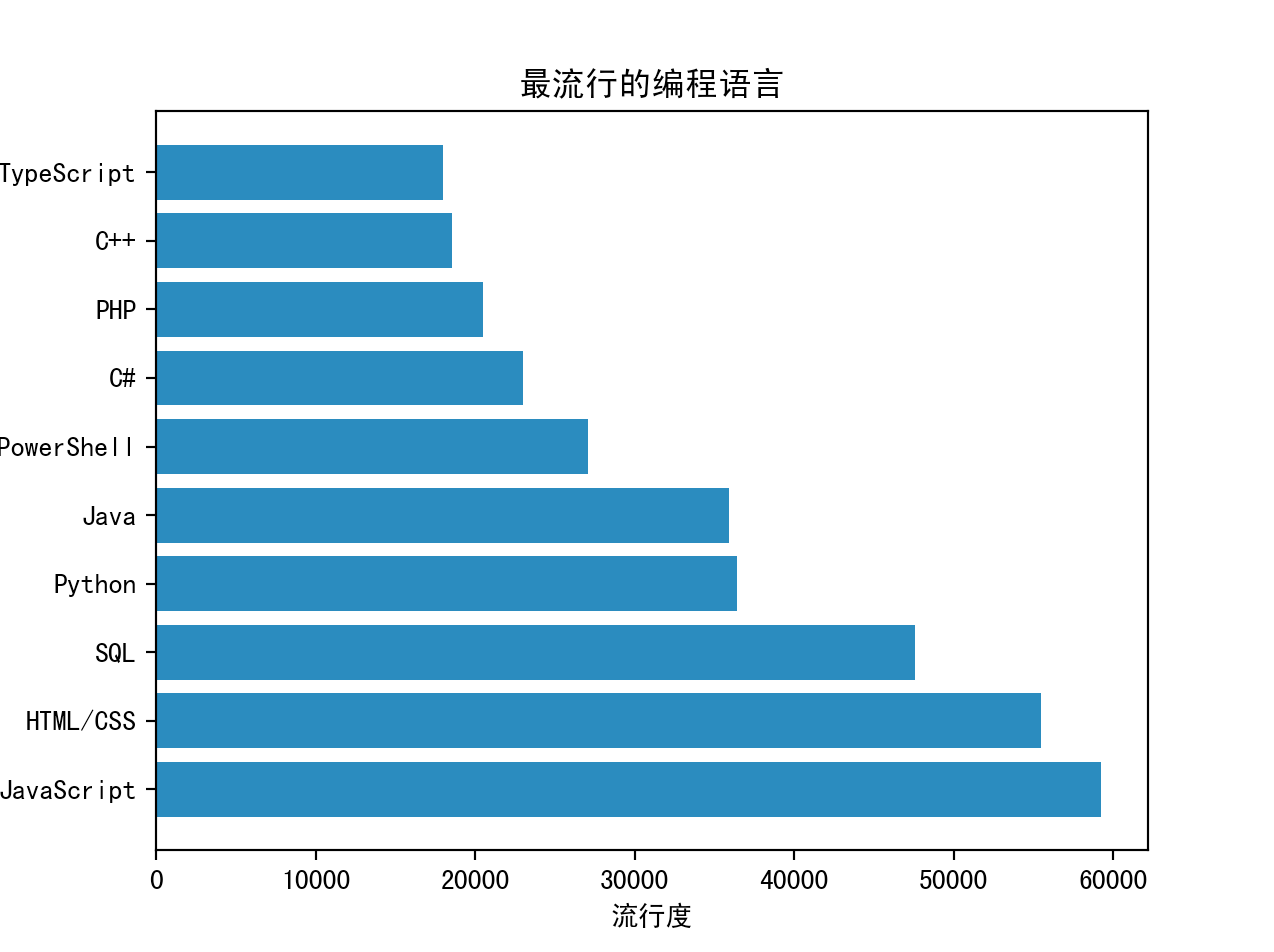 最流行的编程语言
TypeScript
C++
PHP
C#
PowerShell
Java
Python
SQL
HTML/CSS
JavaScript
0 10000 20000 30000 40000 50000 60000
流行度